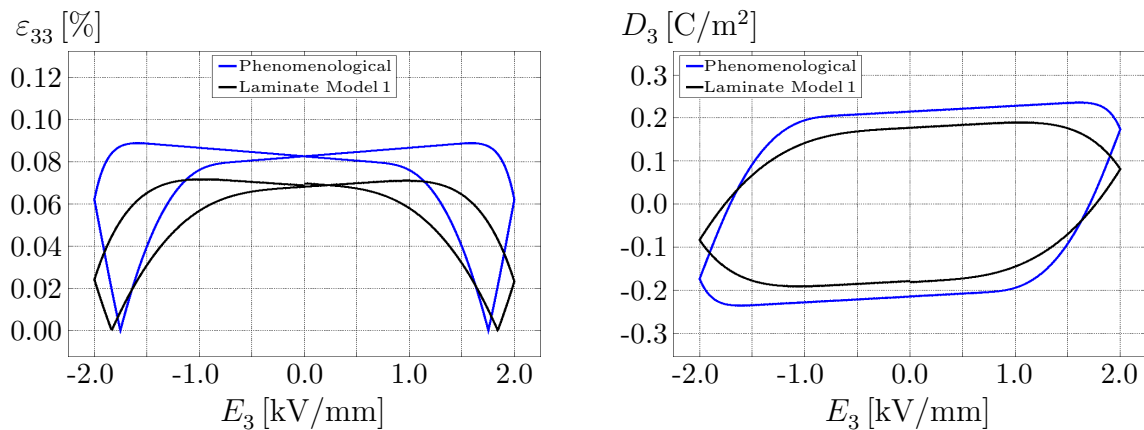 ε₃₃ [%]
Phenomenological
Laminate Model 1
0.12
0.10
0.08
0.06
0.04
0.02
0.00
-2.0 -1.0 0.0 1.0 2.0
E₃ [kV/mm]
D₃ [C/m²]
Phenomenological
Laminate Model 1
0.3
0.2
0.1
0.0
-0.1
-0.2
-0.3
-2.0 -1.0 0.0 1.0 2.0
E₃ [kV/mm]